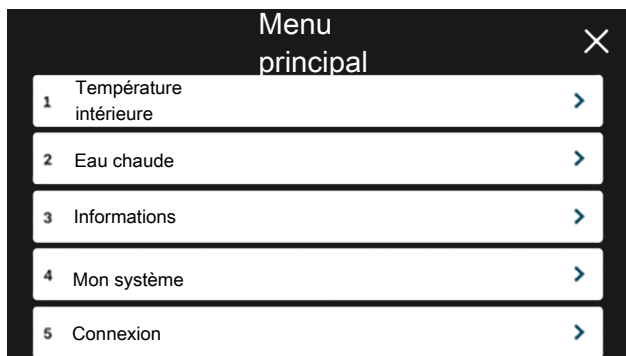 Menu
principal
1 Température
intérieure
2 Eau chaude
3 Informations
4 Mon système
5 Connexion